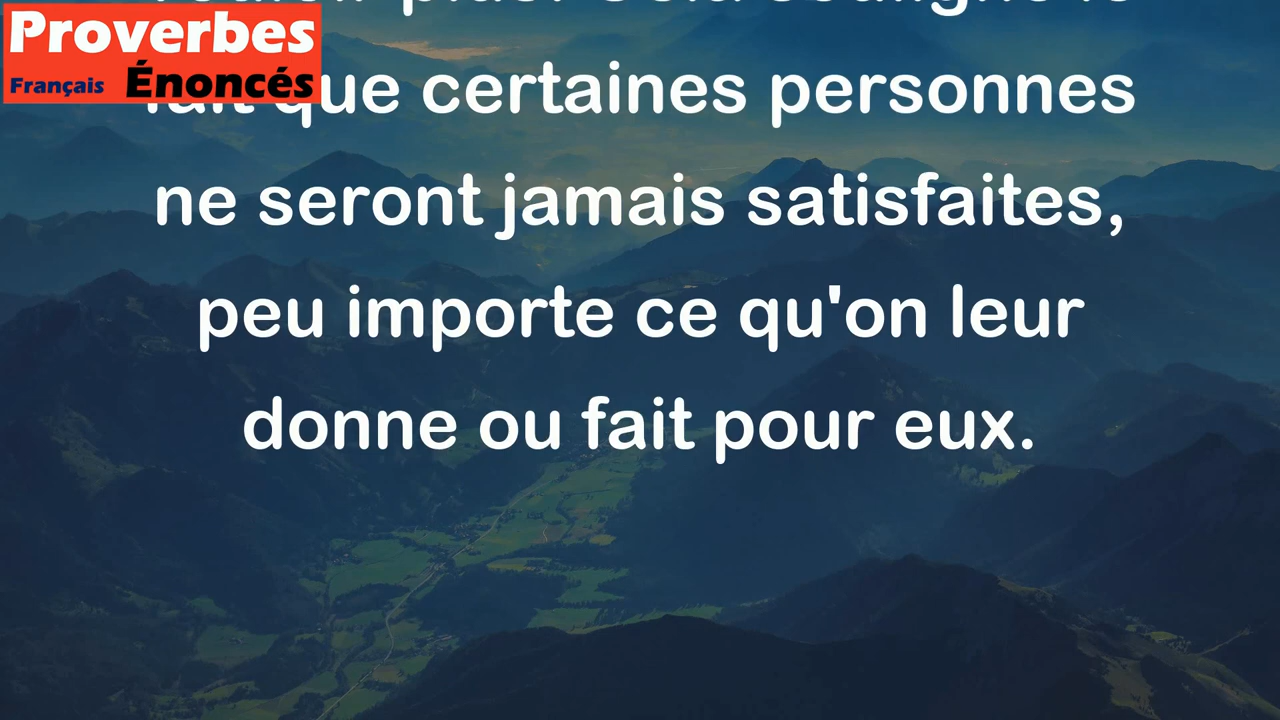 Proverbes
Français Énoncés
que certaines personnes
ne seront jamais satisfaites,
peu importe ce qu'on leur
donne ou fait pour eux.